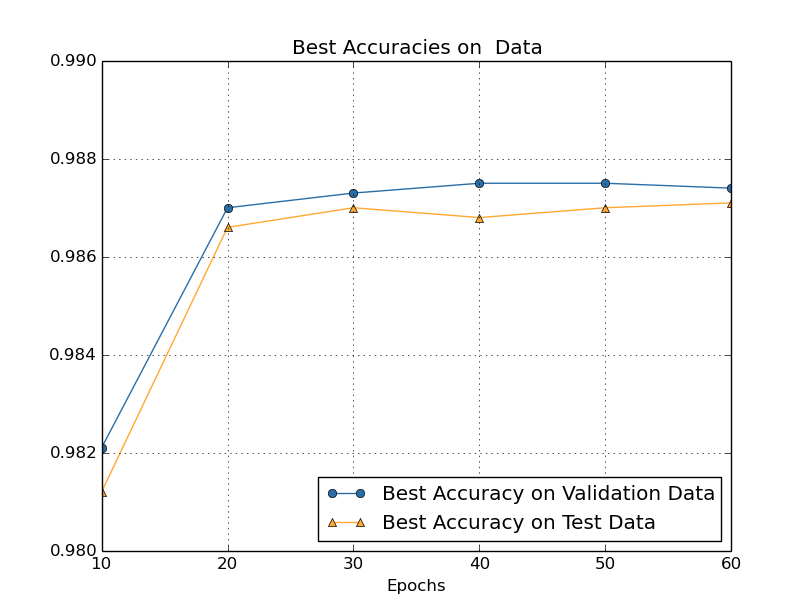 Best Accuracies on  Data
0.990
0.988
0.986
0.984
0.982
0.980
Best Accuracy on Validation Data
Best Accuracy on Test Data
10 20 30 40 50 60
Epochs